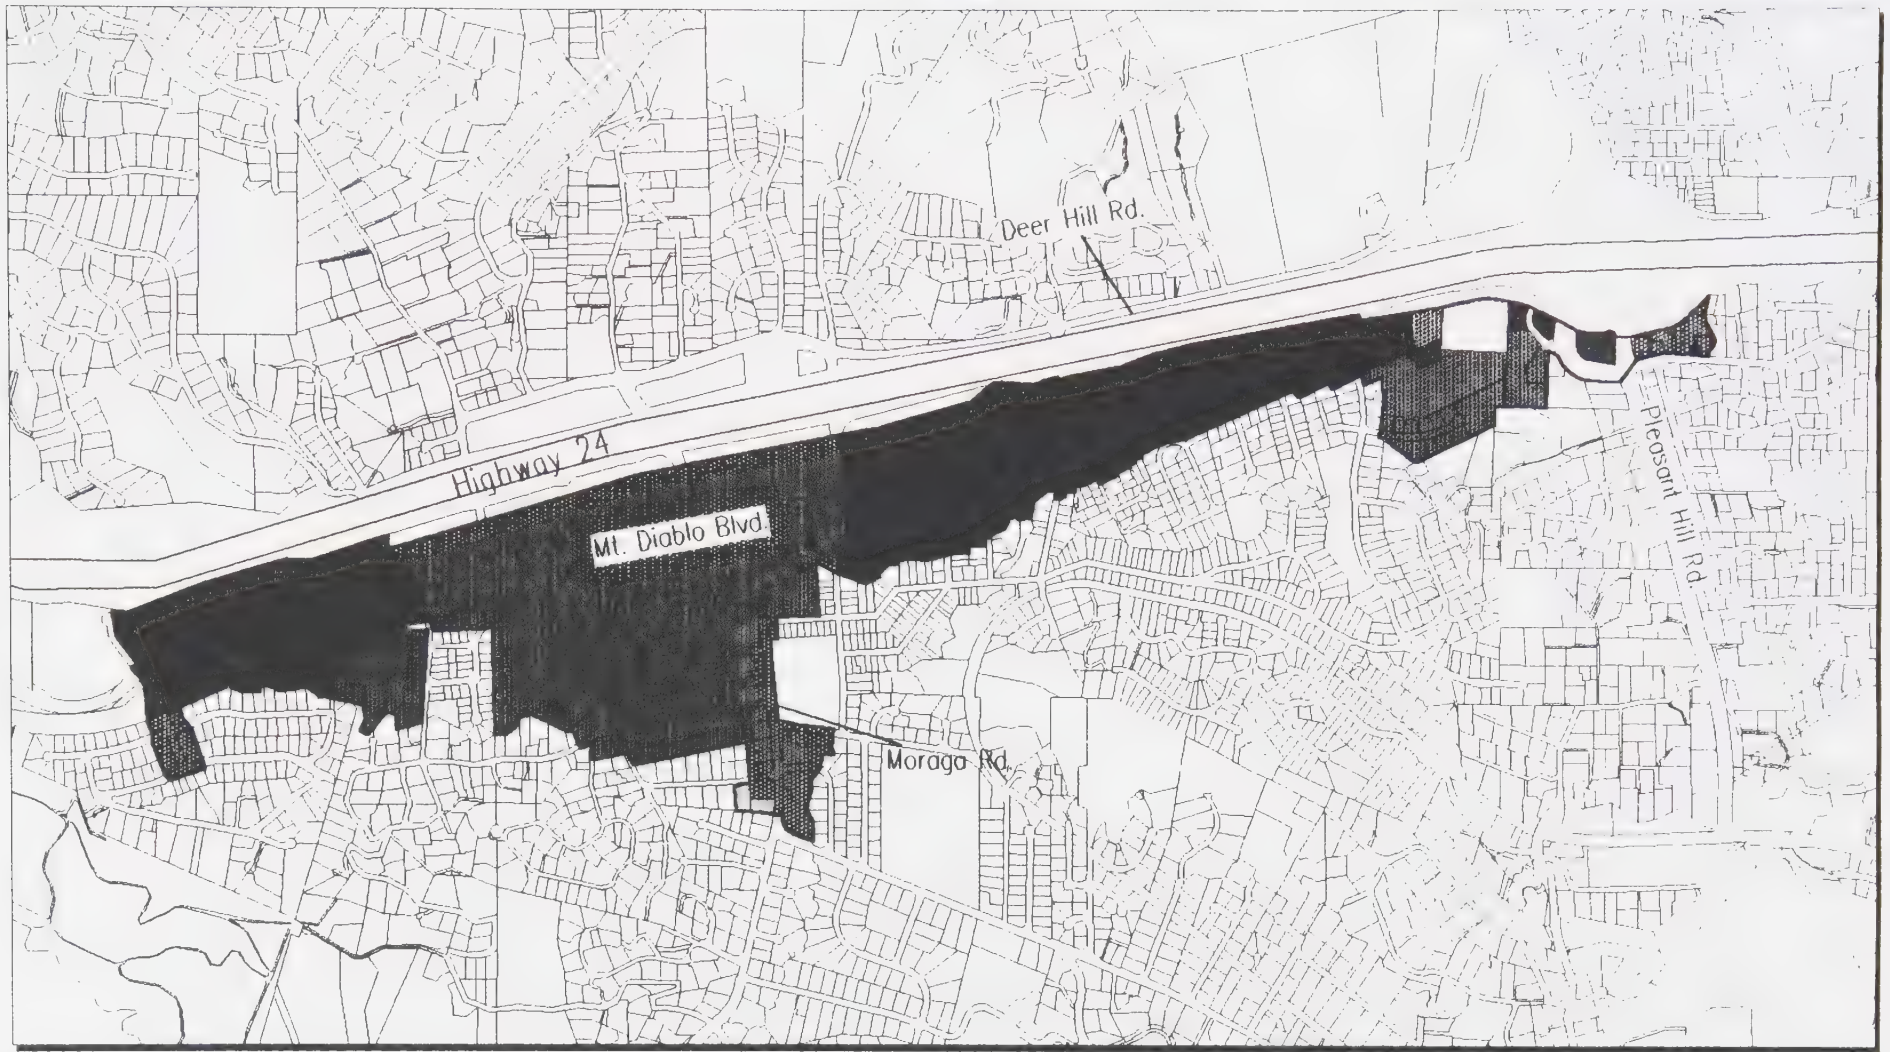 Deer Hill Rd.
Highway 24
Mt. Diablo Blvd.
Pleasant Hill Rd
Moraga Rd.